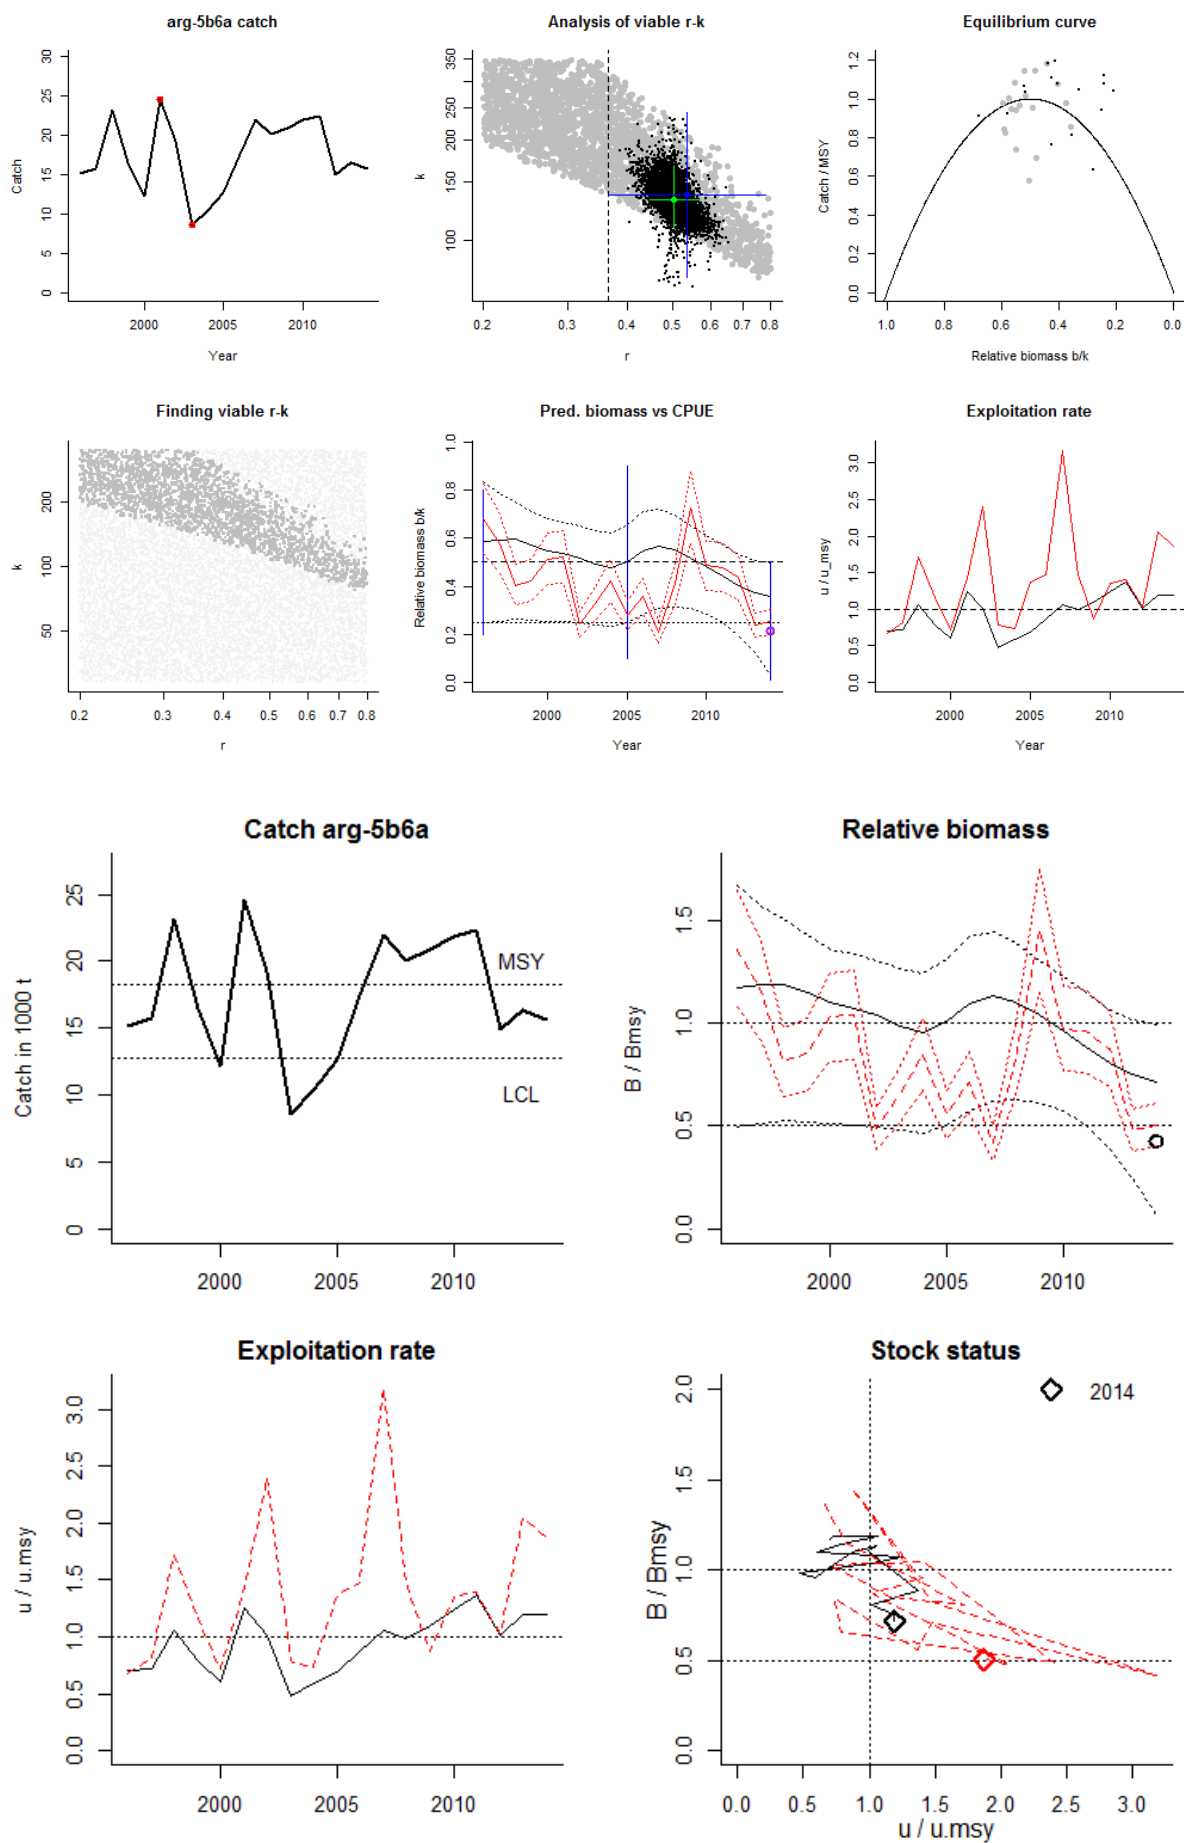 arg-5b6a catch
Catch
0 5 10 15 20 25 30
2000 2005 2010
Year
Analysis of viable r-k
k
100 150 200 250 350
0.2 0.3 0.4 0.5 0.6 0.7 0.8
r
Equilibrium curve
Catch / MSY
0.0 0.2 0.4 0.6 0.8 1.0 1.2
1.0 0.8 0.6 0.4 0.2 0.0
Relative biomass b/k
Finding viable r-k
k
50 100 200
0.2 0.3 0.4 0.5 0.6 0.7 0.8
r
Pred. biomass vs CPUE
Relative biomass b/k
0.0 0.2 0.4 0.6 0.8 1.0
2000 2005 2010
Year
Exploitation rate
u / u_msy
0.0 0.5 1.0 1.5 2.0 2.5 3.0
2000 2005 2010
Year
Catch arg-5b6a
Catch in 1000 t
0 5 10 15 20 25
MSY
LCL
2000 2005 2010
Relative biomass
B / Bmsy
0.0 0.5 1.0 1.5
2000 2005 2010
Exploitation rate
u / u.msy
0.0 0.5 1.0 1.5 2.0 2.5 3.0
2000 2005 2010
Stock status
2014
B / Bmsy
0.0 0.5 1.0 1.5 2.0
0.0 0.5 1.0 1.5 2.0 2.5 3.0
u / u.msy